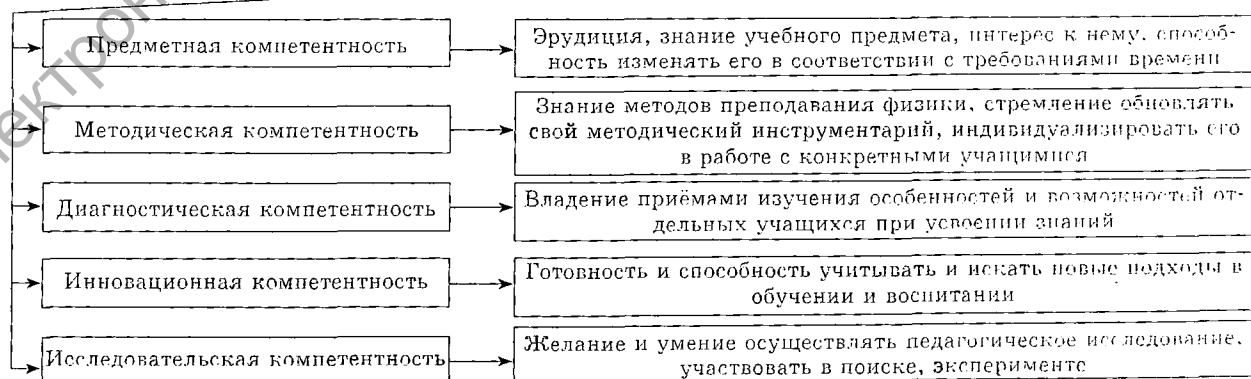 Предметная компетентность
Эрудиция, знание учебного предмета, интерес к нему, способ-
ность изменять его в соответствии с требованиями времени
Методическая компетентность
Знание методов преподавания физики, стремление обновлять
свой методический инструментарий, индивидуализировать его
в работе с конкретными учащимися
Диагностическая компетентность
Владение приёмами изучения особенностей и возможностей от-
дельных учащихся при усвоении знаний
Инновационная компетентность
Готовность и способность учитывать и искать новые подходы в
обучении и воспитании
Исследовательская компетентность
Желание и умение осуществлять педагогическое исследование,
участвовать в поиске, эксперименте